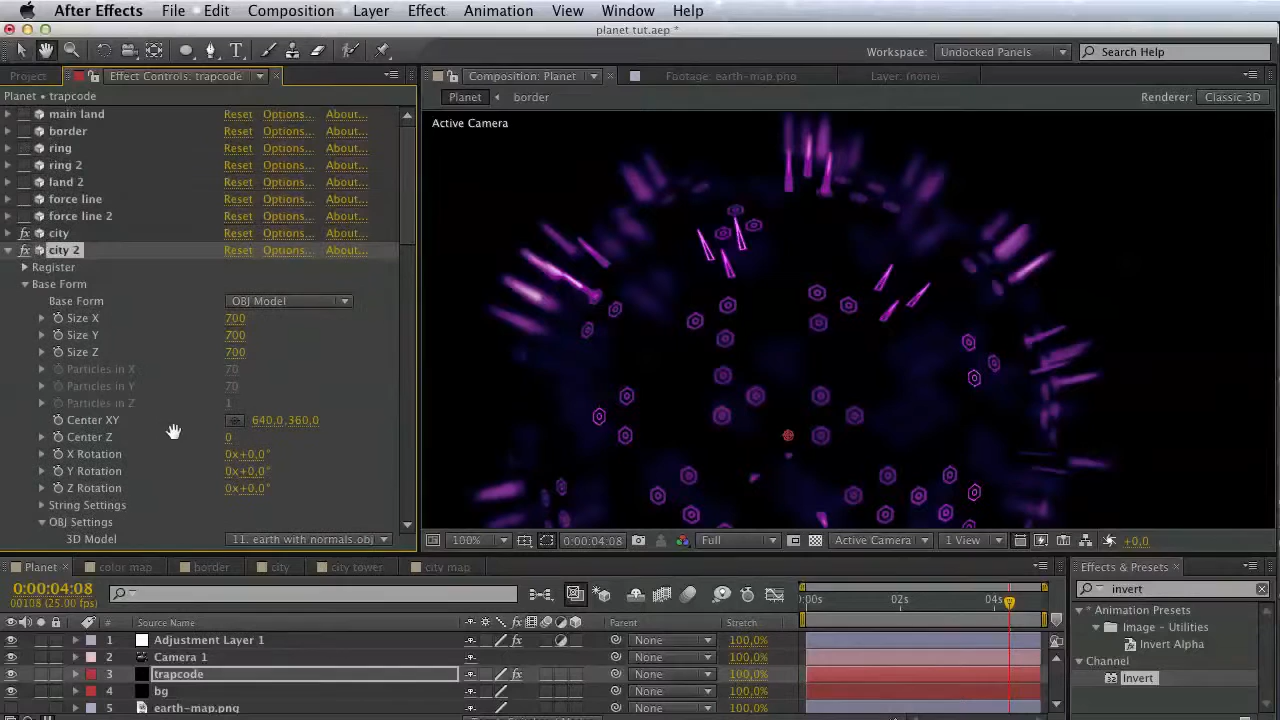 After Effects File Edit Composition Layer Effect Animation View Window Help
planet tut.aep *
Workspace: Undocked Panels Search Help
Project Effect Controls: trapcode Composition: Planet Footage: earth-map.png Layer: (none)
Planet • trapcode Planet border Renderer: Classic 3D
Active Camera
main land Reset Options... About...
border Reset Options... About...
ring Reset Options... About...
ring 2 Reset Options... About...
land 2 Reset Options... About...
force line Reset Options... About...
force line 2 Reset Options... About...
fx city Reset Options... About...
fx city 2 Reset Options... About...
Register
Base Form
Base Form OBJ Model
Size X 700
Size Y 700
Size Z 700
Particles in X 70
Particles in Y 70
Particles in Z 1
Center XY 640,0,360,0
Center Z 0
X Rotation 0x+0,0°
Y Rotation 0x+0,0°
Z Rotation 0x+0,0°
String Settings
OBJ Settings
3D Model 11. earth with normals.obj
100% 0:00:04:08 Full Active Camera 1 View +0,0
Planet color map border city city tower city map Effects & Presets
0:00:04:08
00108 (25.00 fps)
:00s 02s 04s
invert
* Animation Presets
Image - Utilities
Invert Alpha
Channel
Invert
# Source Name Parent Stretch
1 Adjustment Layer 1 fx None 100,0%
2 Camera 1 None 100,0%
3 trapcode fx None 100,0%
4 bg None 100,0%
5 earth-map.png None 100,0%